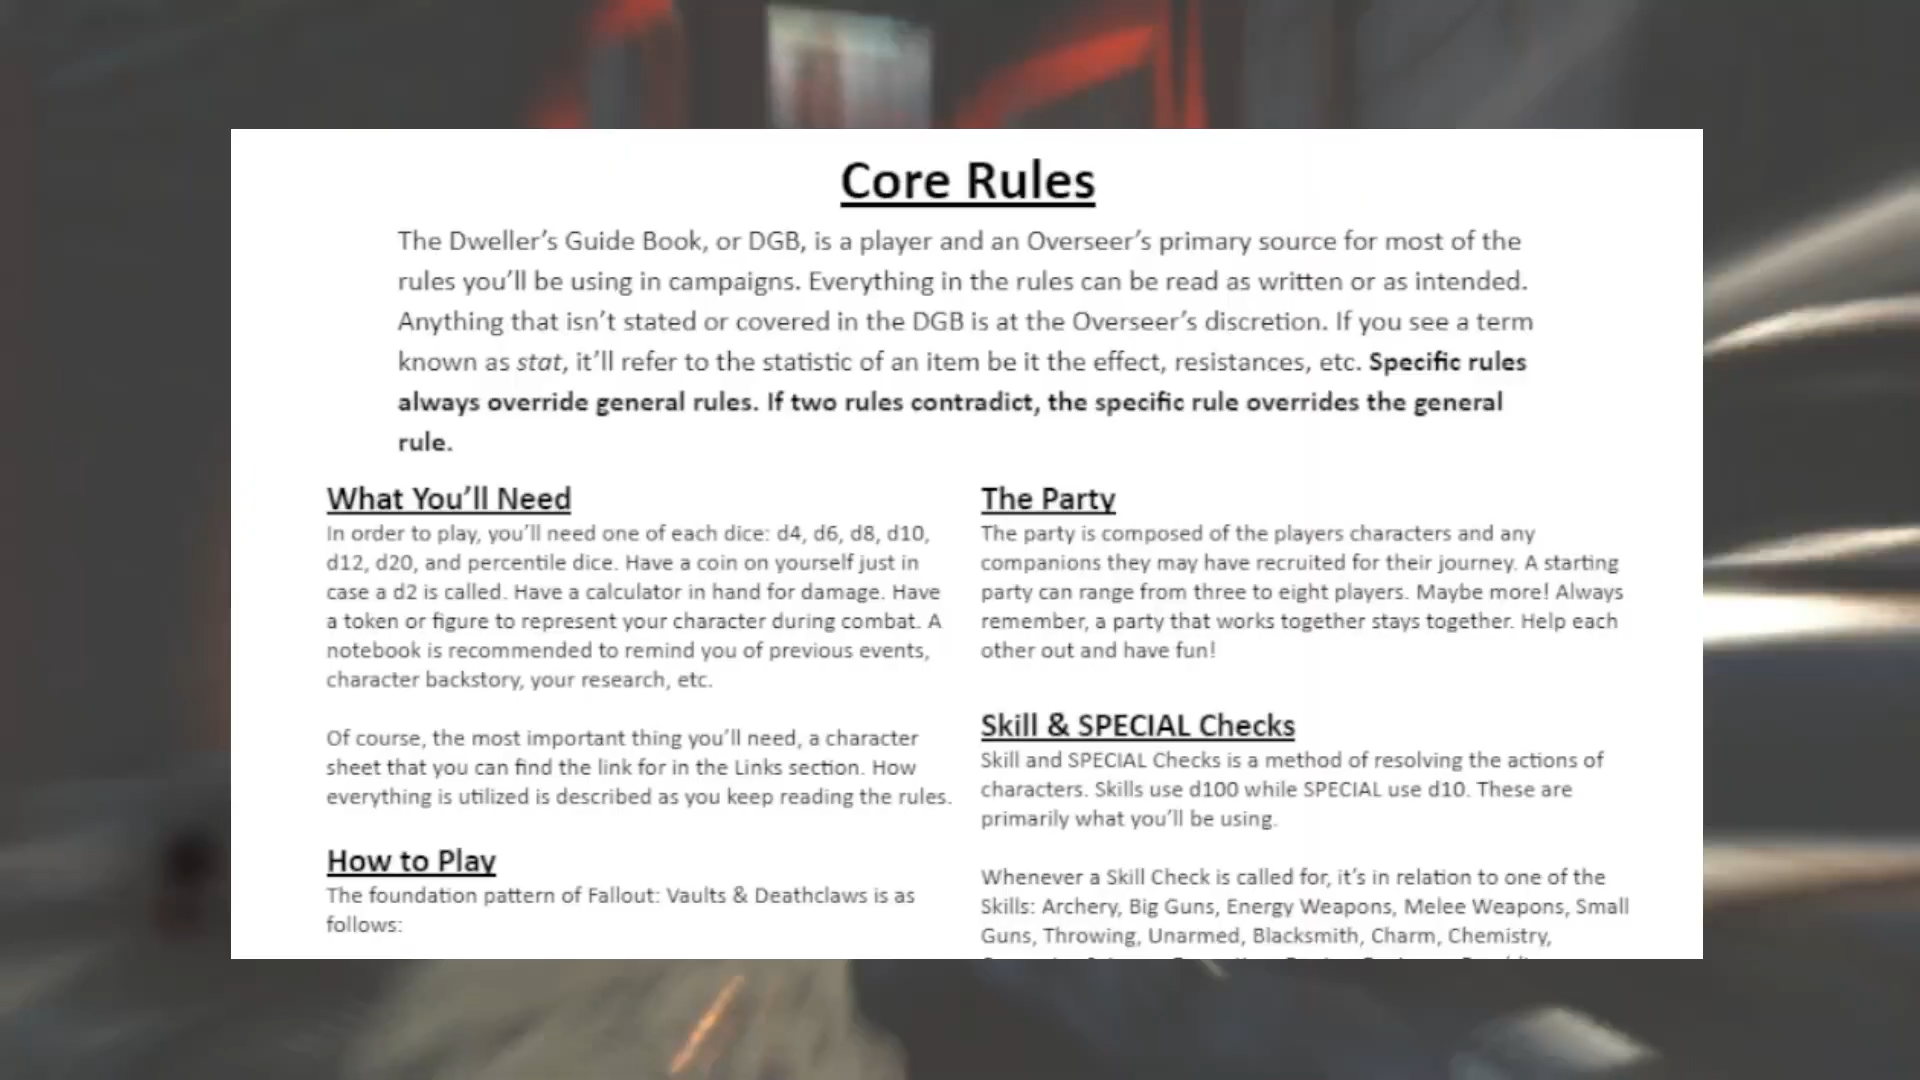 Core Rules
The Dweller’s Guide Book, or DGB, is a player and an Overseer’s primary source for most of the
rules you’ll be using in campaigns. Everything in the rules can be read as written or as intended.
Anything that isn’t stated or covered in the DGB is at the Overseer’s discretion. If you see a term
known as stat, it’ll refer to the statistic of an item be it the effect, resistances, etc. Specific rules
always override general rules. If two rules contradict, the specific rule overrides the general
rule.
What You’ll Need
In order to play, you’ll need one of each dice: d4, d6, d8, d10,
d12, d20, and percentile dice. Have a coin on yourself just in
case a d2 is called. Have a calculator in hand for damage. Have
a token or figure to represent your character during combat. A
notebook is recommended to remind you of previous events,
character backstory, your research, etc.
Of course, the most important thing you’ll need, a character
sheet that you can find the link for in the Links section. How
everything is utilized is described as you keep reading the rules.
How to Play
The foundation pattern of Fallout: Vaults & Deathclaws is as
follows:
The Party
The party is composed of the players characters and any
companions they may have recruited for their journey. A starting
party can range from three to eight players. Maybe more! Always
remember, a party that works together stays together. Help each
other out and have fun!
Skill & SPECIAL Checks
Skill and SPECIAL Checks is a method of resolving the actions of
characters. Skills use d100 while SPECIAL use d10. These are
primarily what you’ll be using.
Whenever a Skill Check is called for, it’s in relation to one of the
Skills: Archery, Big Guns, Energy Weapons, Melee Weapons, Small
Guns, Throwing, Unarmed, Blacksmith, Charm, Chemistry,